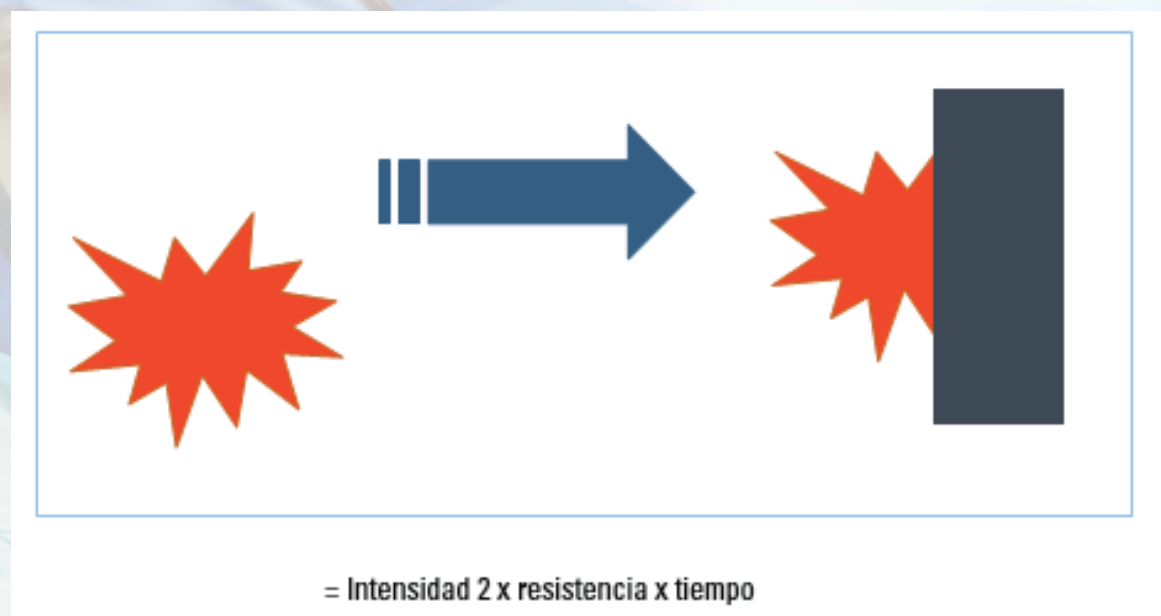 = Intensidad 2 x resistencia x tiempo